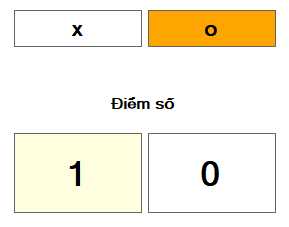 x o
Điểm số
1 0